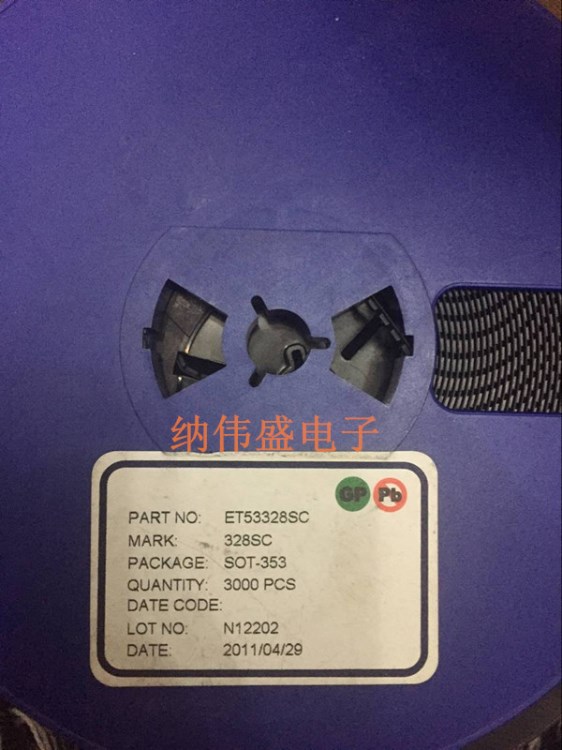 纳伟盛电子
GP Pb
PART NO: ET53328SC
MARK: 328SC
PACKAGE: SOT-353
QUANTITY: 3000 PCS
DATE CODE:
LOT NO: N12202
DATE: 2011/04/29